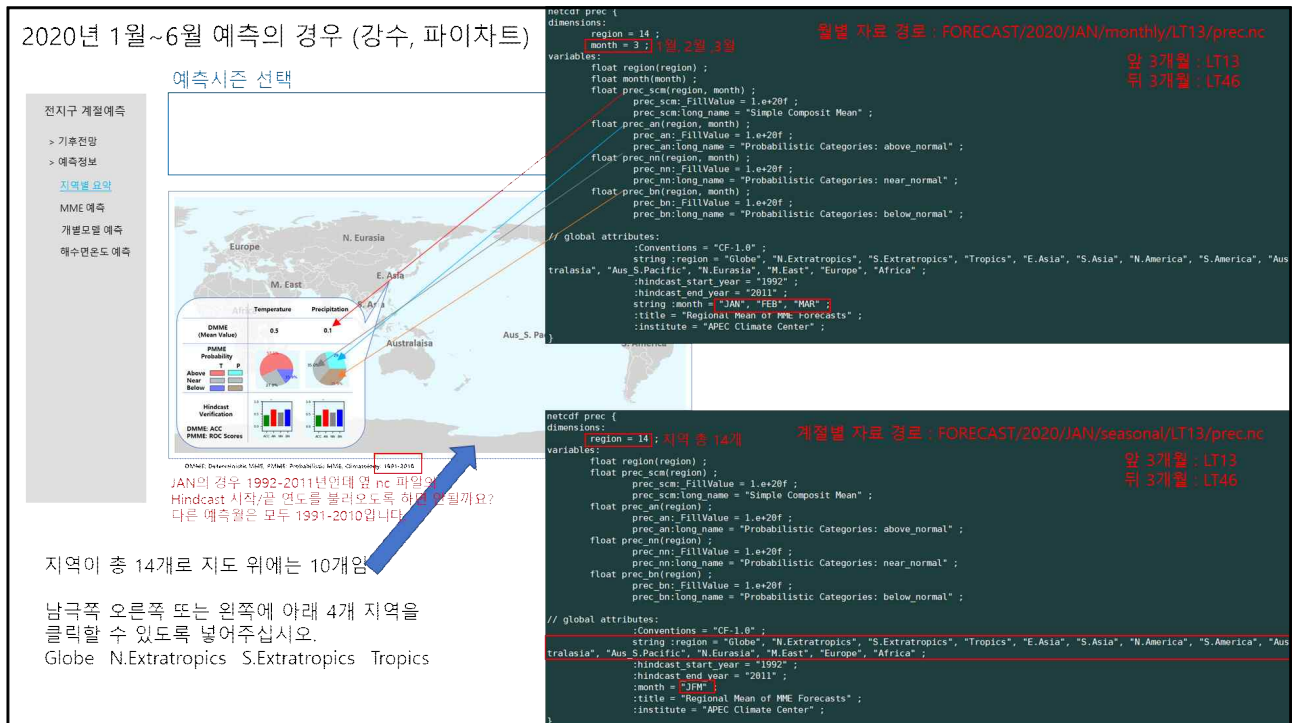 2020년 1월~6월 예측의 경우 (강수, 파이차트)
예측시즌 선택
전지구 계절예측
> 기후전망
> 예측정보
지역별 요약
MME 예측
개별모델 예측
해수면온도 예측
Europe
N. Eurasia
E. Asia
M. East
S. Asia
Africa
Australaisa
Aus_S. Pa
S. America
Temperature Precipitation
DMME
(Mean Value)
0.5 0.1
PMME
Probability
T P
Above
Near
Below
Hindcast
Verification
DMME: ACC
PMME: ROC Scores
DMME: Deterministic MME, PMME: Probabilistic MME, Climatology: 1991-2010
JAN의 경우 1992-2011년인데 옆 nc 파일의
Hindcast 시작/끝 연도를 불러오도록 하면 안될까요?
다른 예측월은 모두 1991-2010입니다
지역이 총 14개로 지도 위에는 10개임
남극쪽 오른쪽 또는 왼쪽에 아래 4개 지역을
클릭할 수 있도록 넣어주십시오.
Globe N.Extratropics S.Extratropics Tropics
netcdf prec {
dimensions:
region = 14 ;
month = 3 ; 1월, 2월 ,3월
월별 자료 경로 : FORECAST/2020/JAN/monthly/LT13/prec.nc
앞 3개월 : LT13
뒤 3개월 : LT46
variables:
float region(region) ;
float month(month) ;
float prec_scm(region, month) ;
prec_scm:_FillValue = 1.e+20f ;
prec_scm:long_name = "Simple Composit Mean" ;
float prec_an(region, month) ;
prec_an:_FillValue = 1.e+20f ;
prec_an:long_name = "Probabilistic Categories: above_normal" ;
float prec_nn(region, month) ;
prec_nn:_FillValue = 1.e+20f ;
prec_nn:long_name = "Probabilistic Categories: near_normal" ;
float prec_bn(region, month) ;
prec_bn:_FillValue = 1.e+20f ;
prec_bn:long_name = "Probabilistic Categories: below_normal" ;
// global attributes:
:Conventions = "CF-1.0" ;
string :region = "Globe", "N.Extratropics", "S.Extratropics", "Tropics", "E.Asia", "S.Asia", "N.America", "S.America", "Aus
tralasia", "Aus_S.Pacific", "N.Eurasia", "M.East", "Europe", "Africa" ;
:hindcast_start_year = "1992" ;
:hindcast_end_year = "2011" ;
string :month = "JAN", "FEB", "MAR" ;
:title = "Regional Mean of MME Forecasts" ;
:institute = "APEC Climate Center" ;
}
netcdf prec {
dimensions:
region = 14 ; 지역 총 14개
계절별 자료 경로 : FORECAST/2020/JAN/seasonal/LT13/prec.nc
앞 3개월 : LT13
뒤 3개월 : LT46
variables:
float region(region) ;
float prec_scm(region) ;
prec_scm:_FillValue = 1.e+20f ;
prec_scm:long_name = "Simple Composit Mean" ;
float prec_an(region) ;
prec_an:_FillValue = 1.e+20f ;
prec_an:long_name = "Probabilistic Categories: above_normal" ;
float prec_nn(region) ;
prec_nn:_FillValue = 1.e+20f ;
prec_nn:long_name = "Probabilistic Categories: near_normal" ;
float prec_bn(region) ;
prec_bn:_FillValue = 1.e+20f ;
prec_bn:long_name = "Probabilistic Categories: below_normal" ;
// global attributes:
:Conventions = "CF-1.0" ;
string :region = "Globe", "N.Extratropics", "S.Extratropics", "Tropics", "E.Asia", "S.Asia", "N.America", "S.America", "Aus
tralasia", "Aus_S.Pacific", "N.Eurasia", "M.East", "Europe", "Africa" ;
:hindcast_start_year = "1992" ;
:hindcast_end_year = "2011" ;
:month = "JFM" ;
:title = "Regional Mean of MME Forecasts" ;
:institute = "APEC Climate Center" ;
}